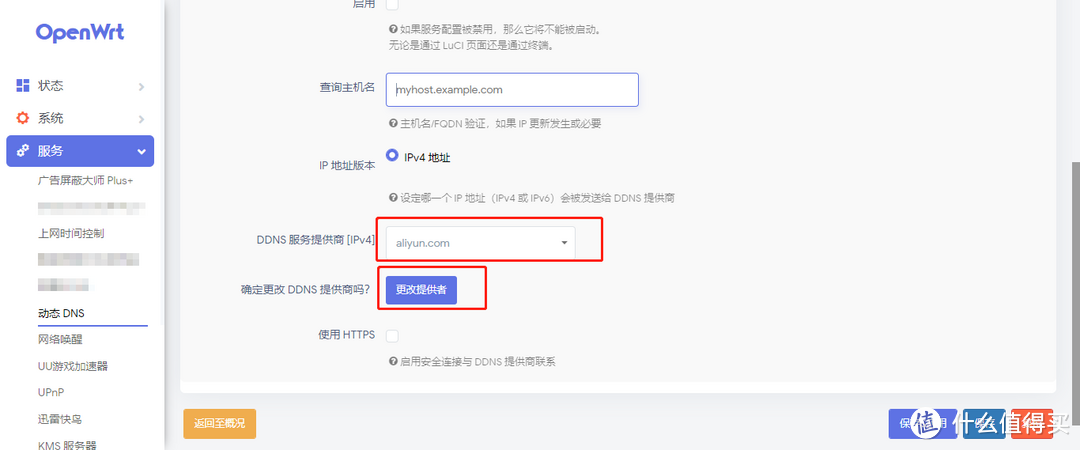 OpenWrt
状态
系统
服务
广告屏蔽大师 Plus+
上网时间控制
动态 DNS
网络唤醒
UU游戏加速器
UPnP
迅雷快鸟
KMS 服务器
启用
如果服务配置被禁用，那么它将不能被启动。
无论是通过 LuCI 页面还是通过终端。
查询主机名
myhost.example.com
主机名/FQDN 验证，如果 IP 更新发生或必要
IP 地址版本
IPv4 地址
设定哪一个 IP 地址（IPv4 或 IPv6）会被发送给 DDNS 提供商
DDNS 服务提供商 [IPv4]
aliyun.com
确定更改 DDNS 提供商吗?
更改提供者
使用 HTTPS
启用安全连接与 DDNS 提供商联系
返回至概况
值 什么值得买